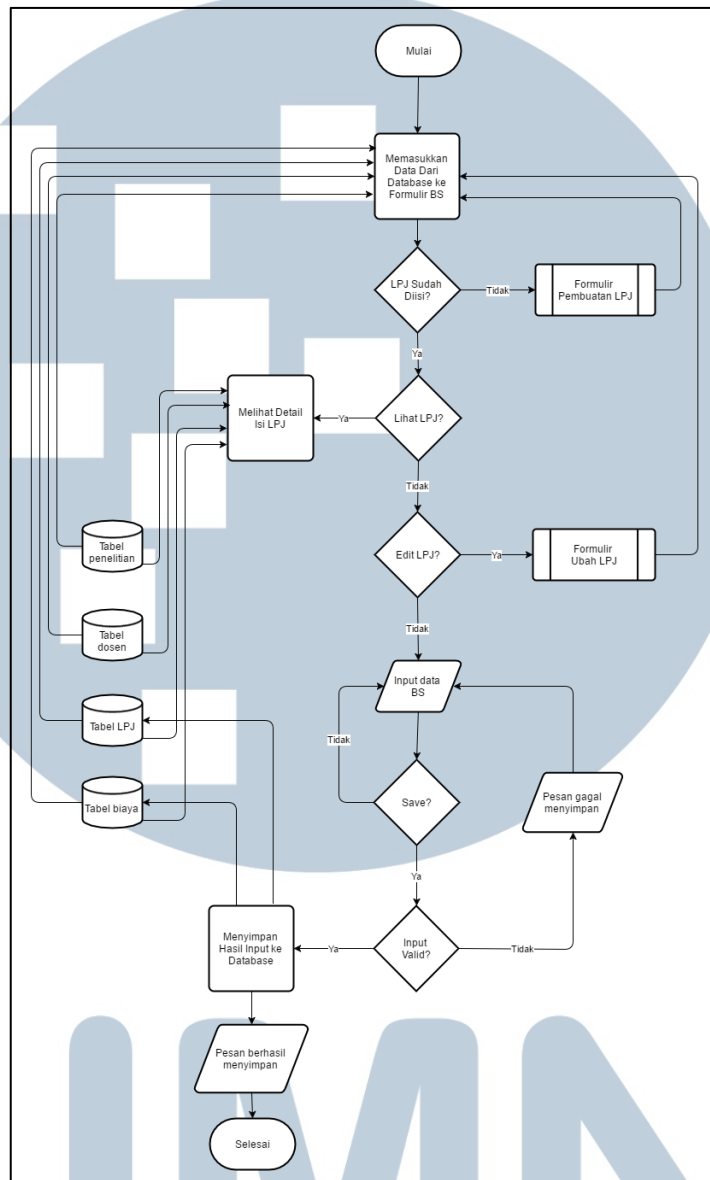 Mulai
Memasukkan
Data Dari
Database ke
Formulir BS
LPJ Sudah
Diisi?
Tidak
Formulir
Pembuatan LPJ
Ya
Melihat Detail
Isi LPJ
Ya
Lihat LPJ?
Tidak
Tabel
penelitian
Edit LPJ?
Ya
Formulir
Ubah LPJ
Tabel
dosen
Tidak
Input data
BS
Tabel LPJ
Tidak
Tabel biaya
Save?
Pesan gagal
menyimpan
Ya
Menyimpan
Hasil Input ke
Database
Ya
Input
Valid?
Tidak
Pesan berhasil
menyimpan
Selesai
UMN